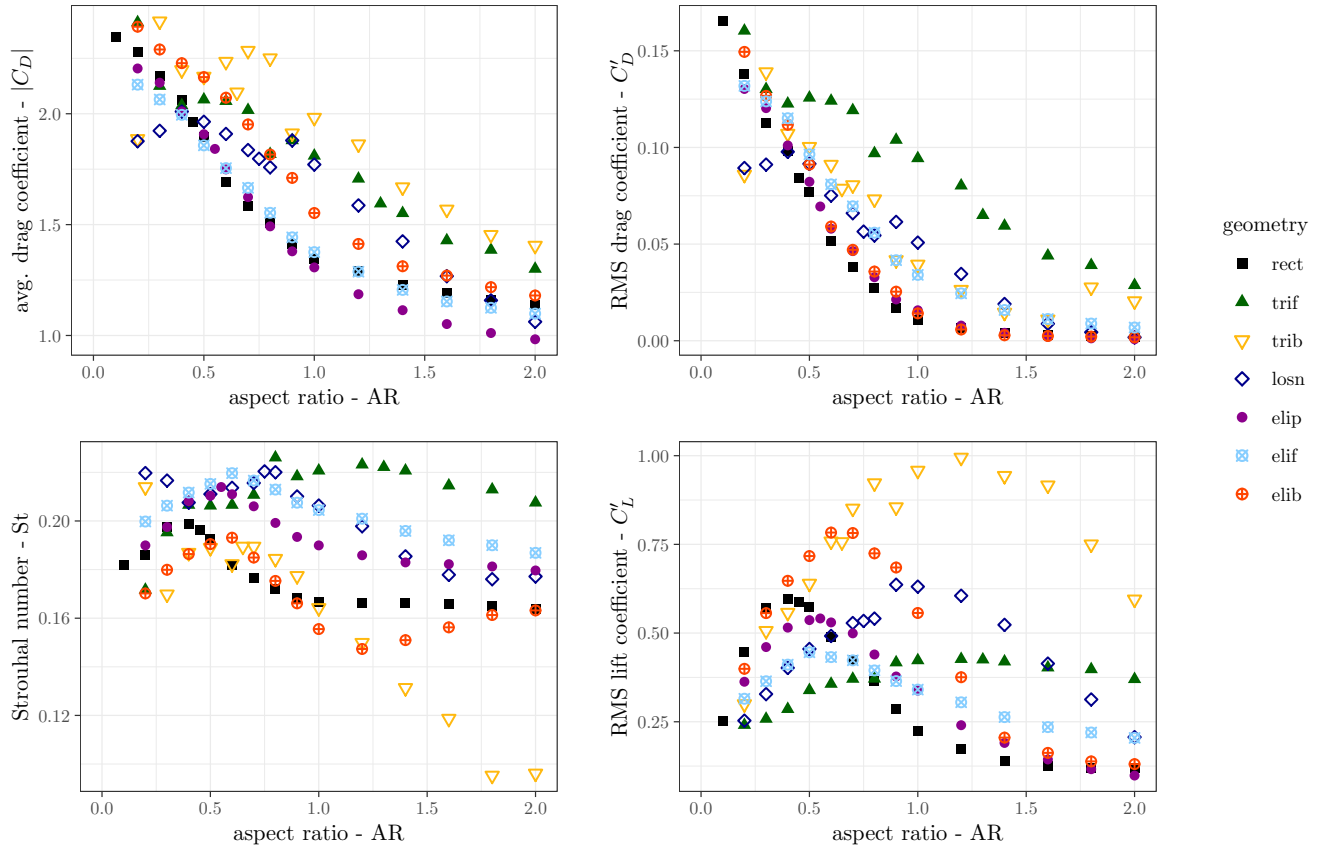 avg. drag coefficient - |C_D|
2.0
1.5
1.0
0.0 0.5 1.0 1.5 2.0
aspect ratio - AR
RMS drag coefficient - C′_D
0.15
0.10
0.05
0.00
0.0 0.5 1.0 1.5 2.0
aspect ratio - AR
Strouhal number - St
0.20
0.16
0.12
0.0 0.5 1.0 1.5 2.0
aspect ratio - AR
RMS lift coefficient - C′_L
1.00
0.75
0.50
0.25
0.0 0.5 1.0 1.5 2.0
aspect ratio - AR
geometry
rect
trif
trib
losn
elip
elif
elib